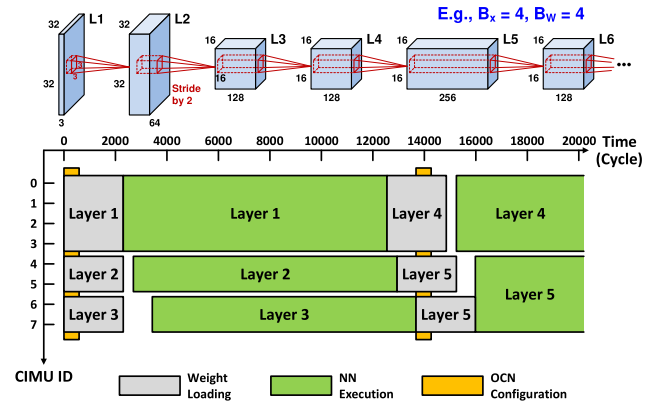 E.g., Bx = 4, BW = 4
L1 L2 L3 L4 L5 L6
32 32 16 16 16 16
3 3
32 32 16 16 16 16
3
Stride
by 2
3 64 128 128 256 128
•••
0 2000 4000 6000 8000 10000 12000 14000 16000 18000 20000
Time
(Cycle)
0
1
2
3
4
5
6
7
Layer 1 Layer 1 Layer 4 Layer 4
Layer 2 Layer 2 Layer 5
Layer 5
Layer 3 Layer 3 Layer 5
CIMU ID
Weight
Loading
NN
Execution
OCN
Configuration